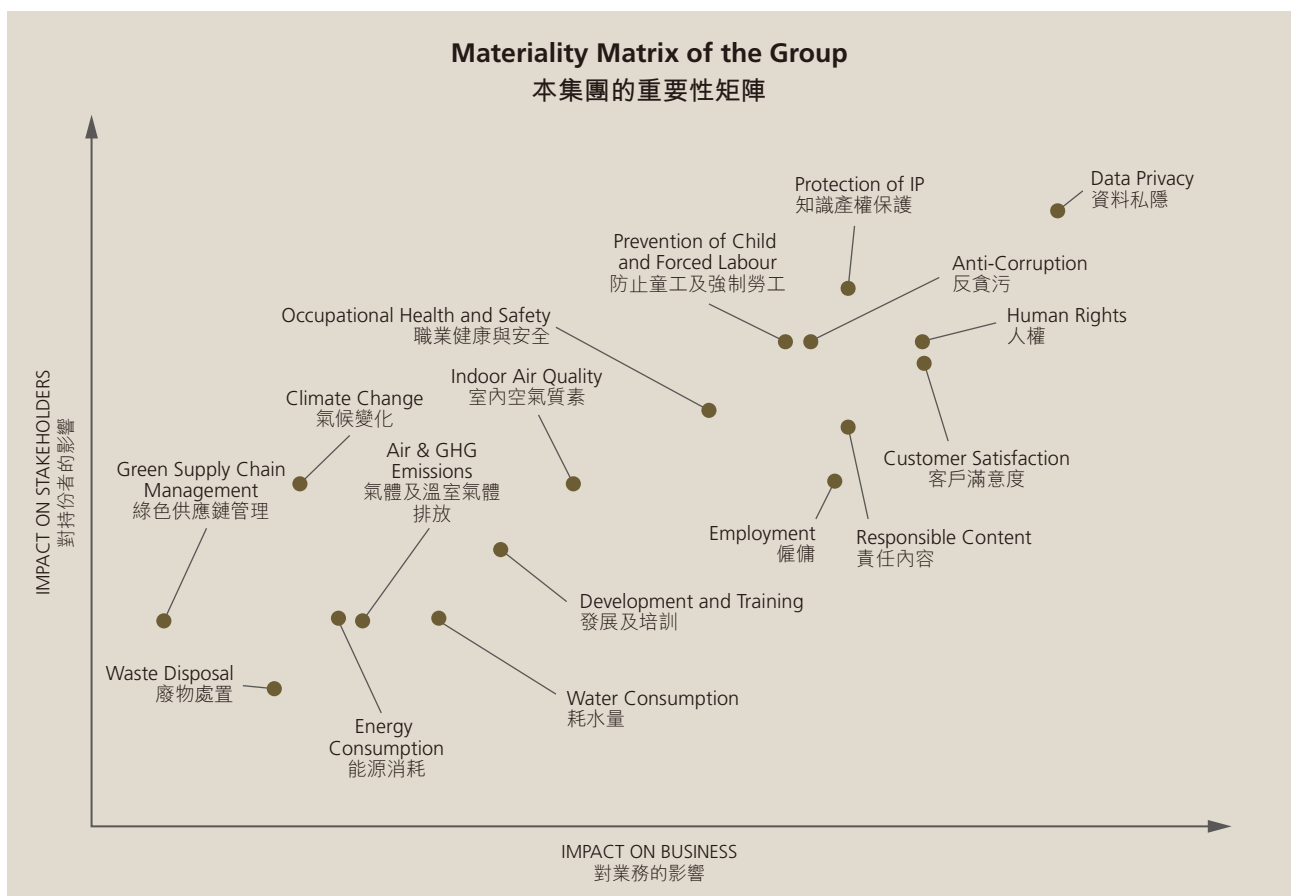 Materiality Matrix of the Group
本集團的重要性矩陣
Data Privacy
資料私隱
Protection of IP
知識產權保護
Prevention of Child
and Forced Labour
防止童工及強制勞工
Anti-Corruption
反貪污
Occupational Health and Safety
職業健康與安全
Human Rights
人權
Indoor Air Quality
室內空氣質素
Climate Change
氣候變化
Air & GHG
Emissions
氣體及溫室氣體
排放
Green Supply Chain
Management
綠色供應鏈管理
Customer Satisfaction
客戶滿意度
Employment
僱傭
Responsible Content
責任內容
Development and Training
發展及培訓
Waste Disposal
廢物處置
Water Consumption
耗水量
Energy
Consumption
能源消耗
IMPACT ON STAKEHOLDERS
對持份者的影響
IMPACT ON BUSINESS
對業務的影響